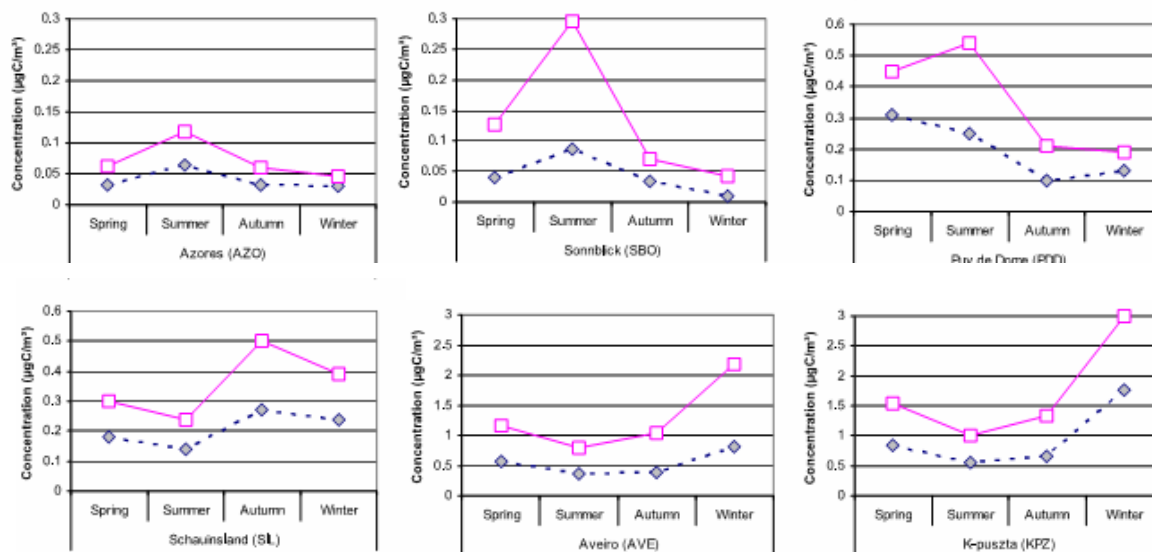 Concentration (µgC/m³)
0.3
0.25
0.2
0.15
0.1
0.05
0
Spring Summer Autumn Winter
Azores (AZO)
Concentration (µgC/m³)
0.3
0.25
0.2
0.15
0.1
0.05
0
Spring Summer Autumn Winter
Sonnblick (SBO)
Concentration (µgC/m³)
0.6
0.5
0.4
0.3
0.2
0.1
0
Spring Summer Autumn Winter
Puy de Dome (PDD)
Concentration (µgC/m³)
0.6
0.5
0.4
0.3
0.2
0.1
0
Spring Summer Autumn Winter
Schauinsland (SIL)
Concentration (µgC/m³)
3
2.5
2
1.5
1
0.5
0
Spring Summer Autumn Winter
Aveiro (AVE)
Concentration (µgC/m³)
3
2.5
2
1.5
1
0.5
0
Spring Summer Autumn Winter
K-puszta (KPZ)